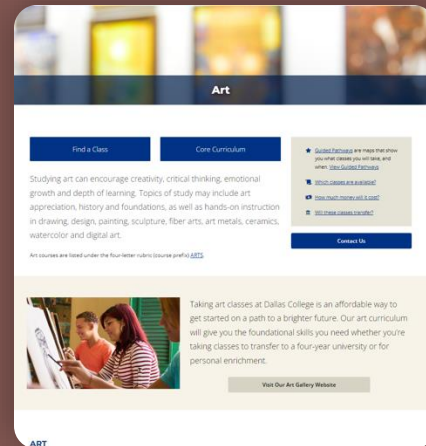 Art
Find a Class
Core Curriculum
Studying art can encourage creativity, critical thinking, emotional
growth and depth of learning. Topics of study may include art
appreciation, history and foundations, as well as hands-on instruction
in drawing, design, painting, sculpture, fiber arts, art metals, ceramics,
watercolor and digital art.
Art courses are listed under the four-letter rubric (course prefix) ARTS.
Guided Pathways are maps that show
you what classes you will take, and
when. View Guided Pathways
Which classes are available?
How much money will it cost?
Will these classes transfer?
Contact Us
Taking art classes at Dallas College is an affordable way to
get started on a path to a brighter future. Our art curriculum
will give you the foundational skills you need whether you're
taking classes to transfer to a four-year university or for
personal enrichment.
Visit Our Art Gallery Website
ART